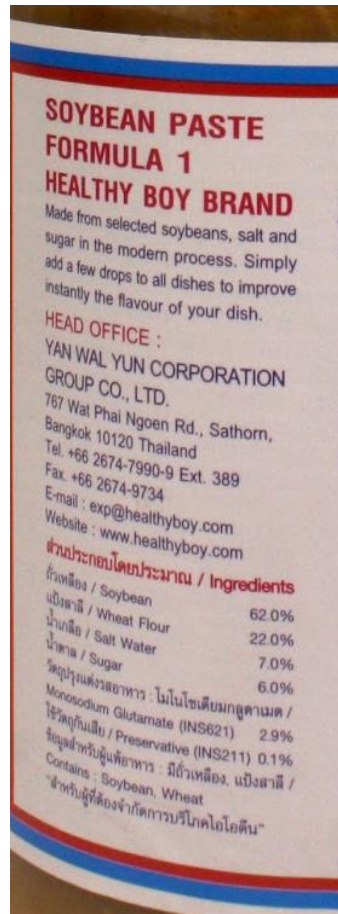 SOYBEAN PASTE
FORMULA 1
HEALTHY BOY BRAND
Made from selected soybeans, salt and
sugar in the modern process. Simply
add a few drops to all dishes to improve
instantly the flavour of your dish.
HEAD OFFICE :
YAN WAL YUN CORPORATION
GROUP CO., LTD.
767 Wat Phai Ngoen Rd., Sathorn,
Bangkok 10120 Thailand
Tel. +66 2674-7990-9 Ext. 389
Fax. +66 2674-9734
E-mail : exp@healthyboy.com
Website : www.healthyboy.com
ส่วนประกอบโดยประมาณ / Ingredients
ถั่วเหลือง / Soybean 62.0%
แป้งสาลี / Wheat Flour 22.0%
น้ำเกลือ / Salt Water 7.0%
น้ำตาล / Sugar 6.0%
วัตถุปรุงแต่งรสอาหาร : โมโนโซเดียมกลูตาเมต /
Monosodium Glutamate (INS621) 2.9%
ใช้วัตถุกันเสีย / Preservative (INS211) 0.1%
ข้อมูลสำหรับผู้แพ้อาหาร : มีถั่วเหลือง, แป้งสาลี /
Contains : Soybean, Wheat
"สำหรับผู้ที่ต้องจำกัดการบริโภคไอโอดีน"